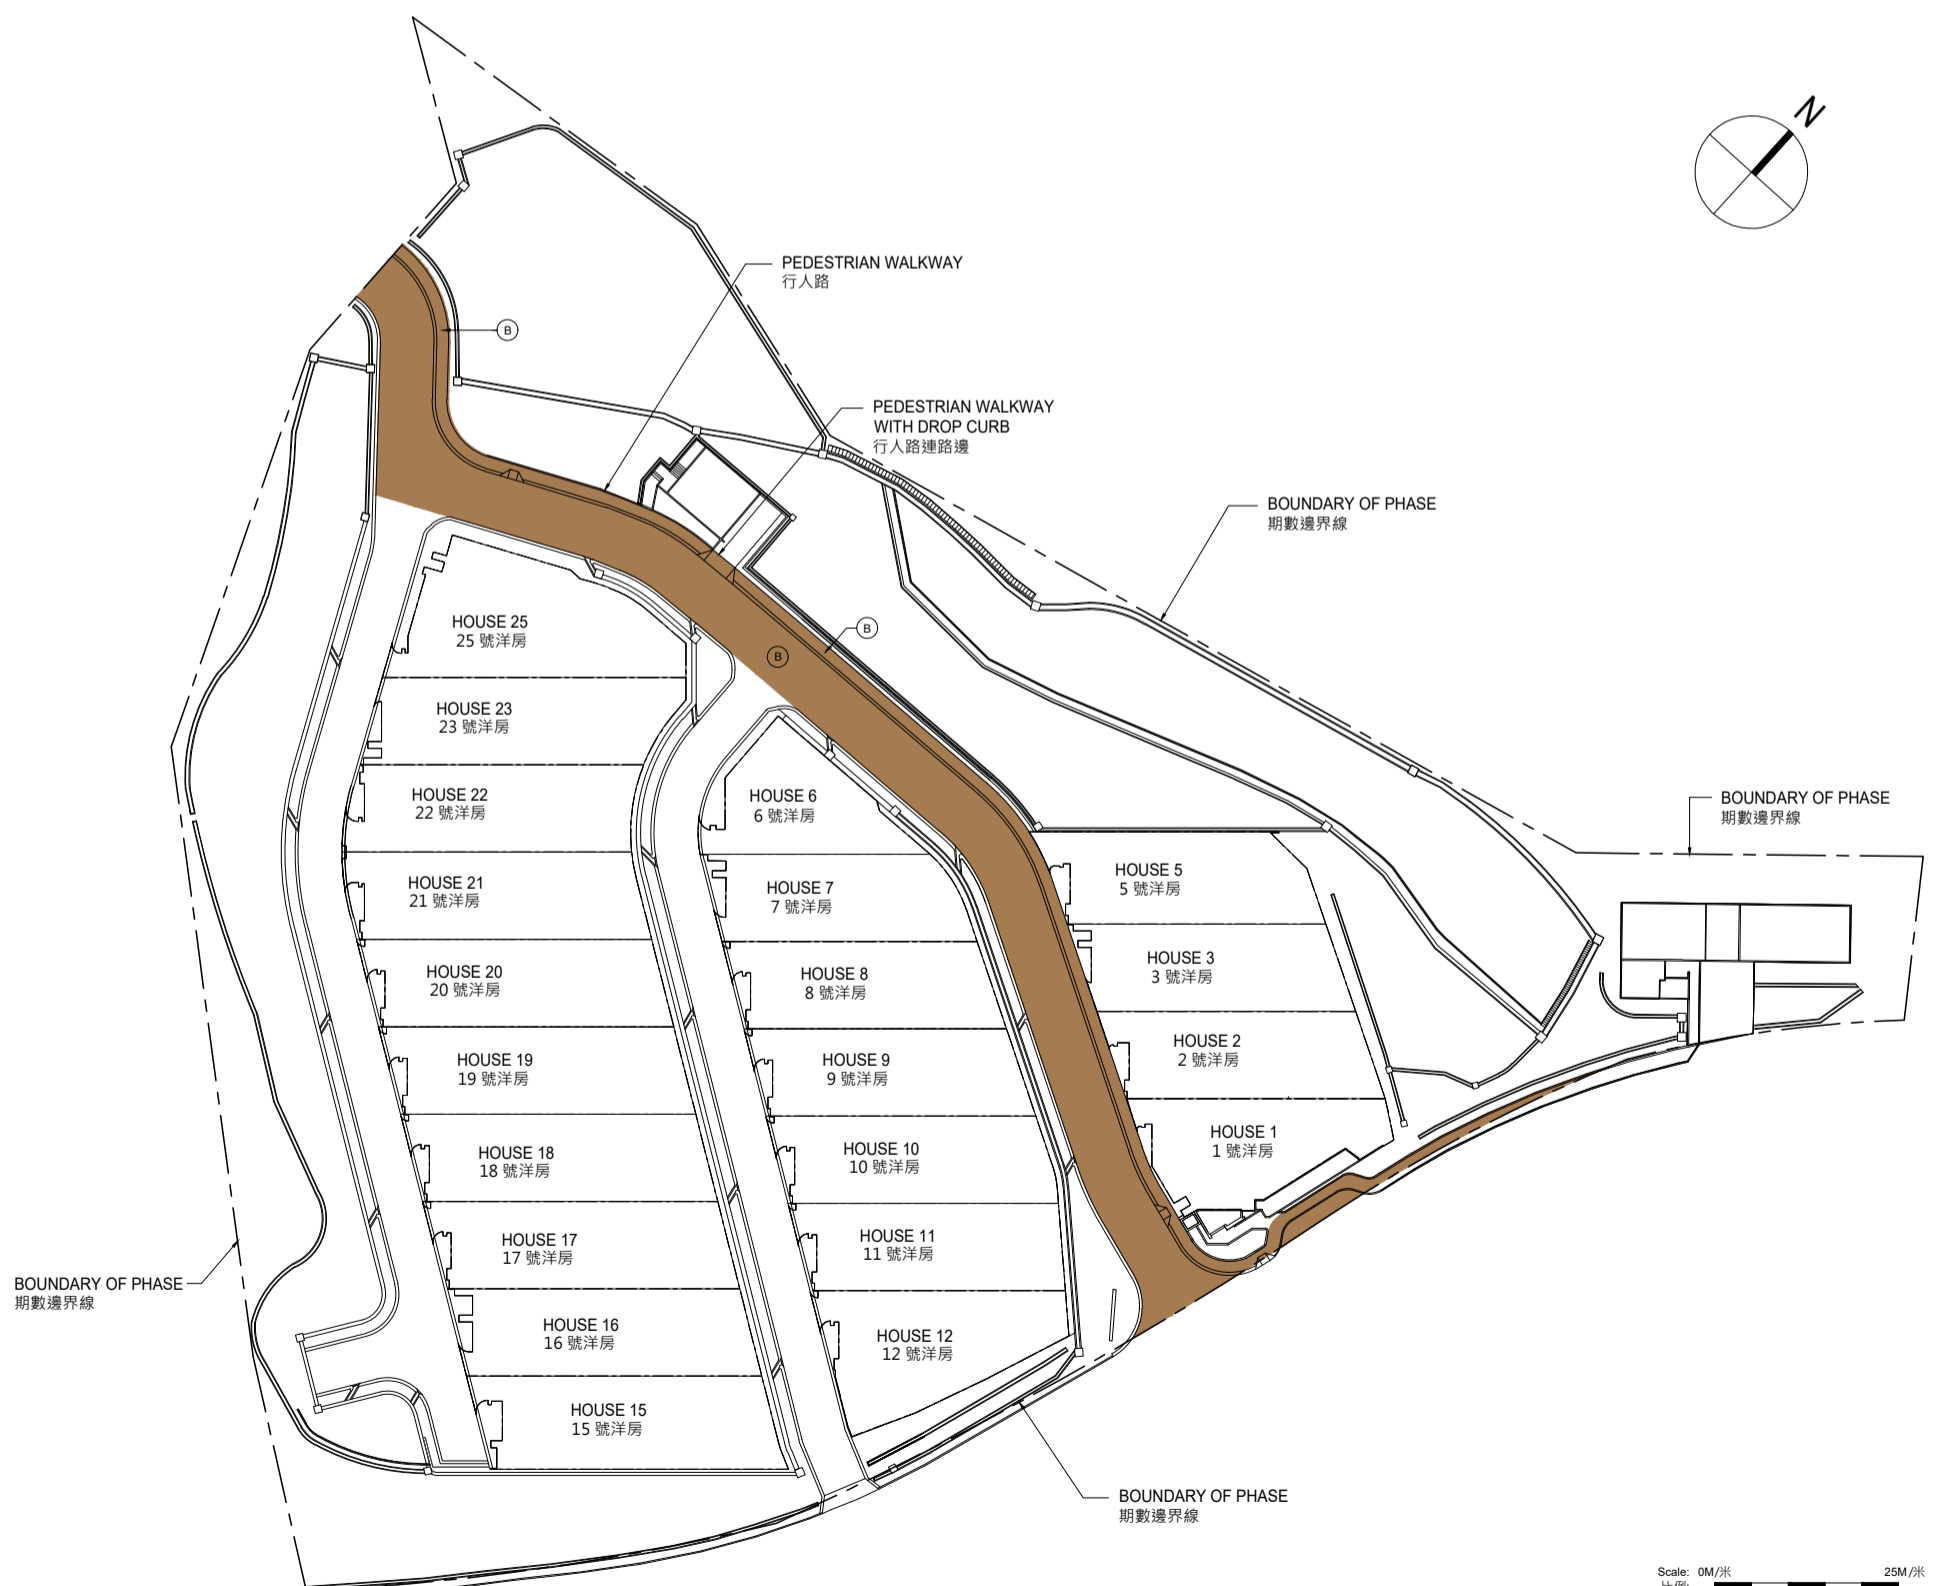 N
PEDESTRIAN WALKWAY
行人路
B
PEDESTRIAN WALKWAY
WITH DROP CURB
行人路連路邊
BOUNDARY OF PHASE
期數邊界線
B
B
HOUSE 25
25 號洋房
HOUSE 23
23 號洋房
HOUSE 22
22 號洋房
HOUSE 21
21 號洋房
HOUSE 20
20 號洋房
HOUSE 19
19 號洋房
HOUSE 18
18 號洋房
HOUSE 17
17 號洋房
HOUSE 16
16 號洋房
HOUSE 15
15 號洋房
HOUSE 6
6 號洋房
HOUSE 7
7 號洋房
HOUSE 8
8 號洋房
HOUSE 9
9 號洋房
HOUSE 10
10 號洋房
HOUSE 11
11 號洋房
HOUSE 12
12 號洋房
HOUSE 5
5 號洋房
HOUSE 3
3 號洋房
HOUSE 2
2 號洋房
HOUSE 1
1 號洋房
BOUNDARY OF PHASE
期數邊界線
BOUNDARY OF PHASE
期數邊界線
BOUNDARY OF PHASE
期數邊界線
Scale: 0M/米 25M/米
比例: